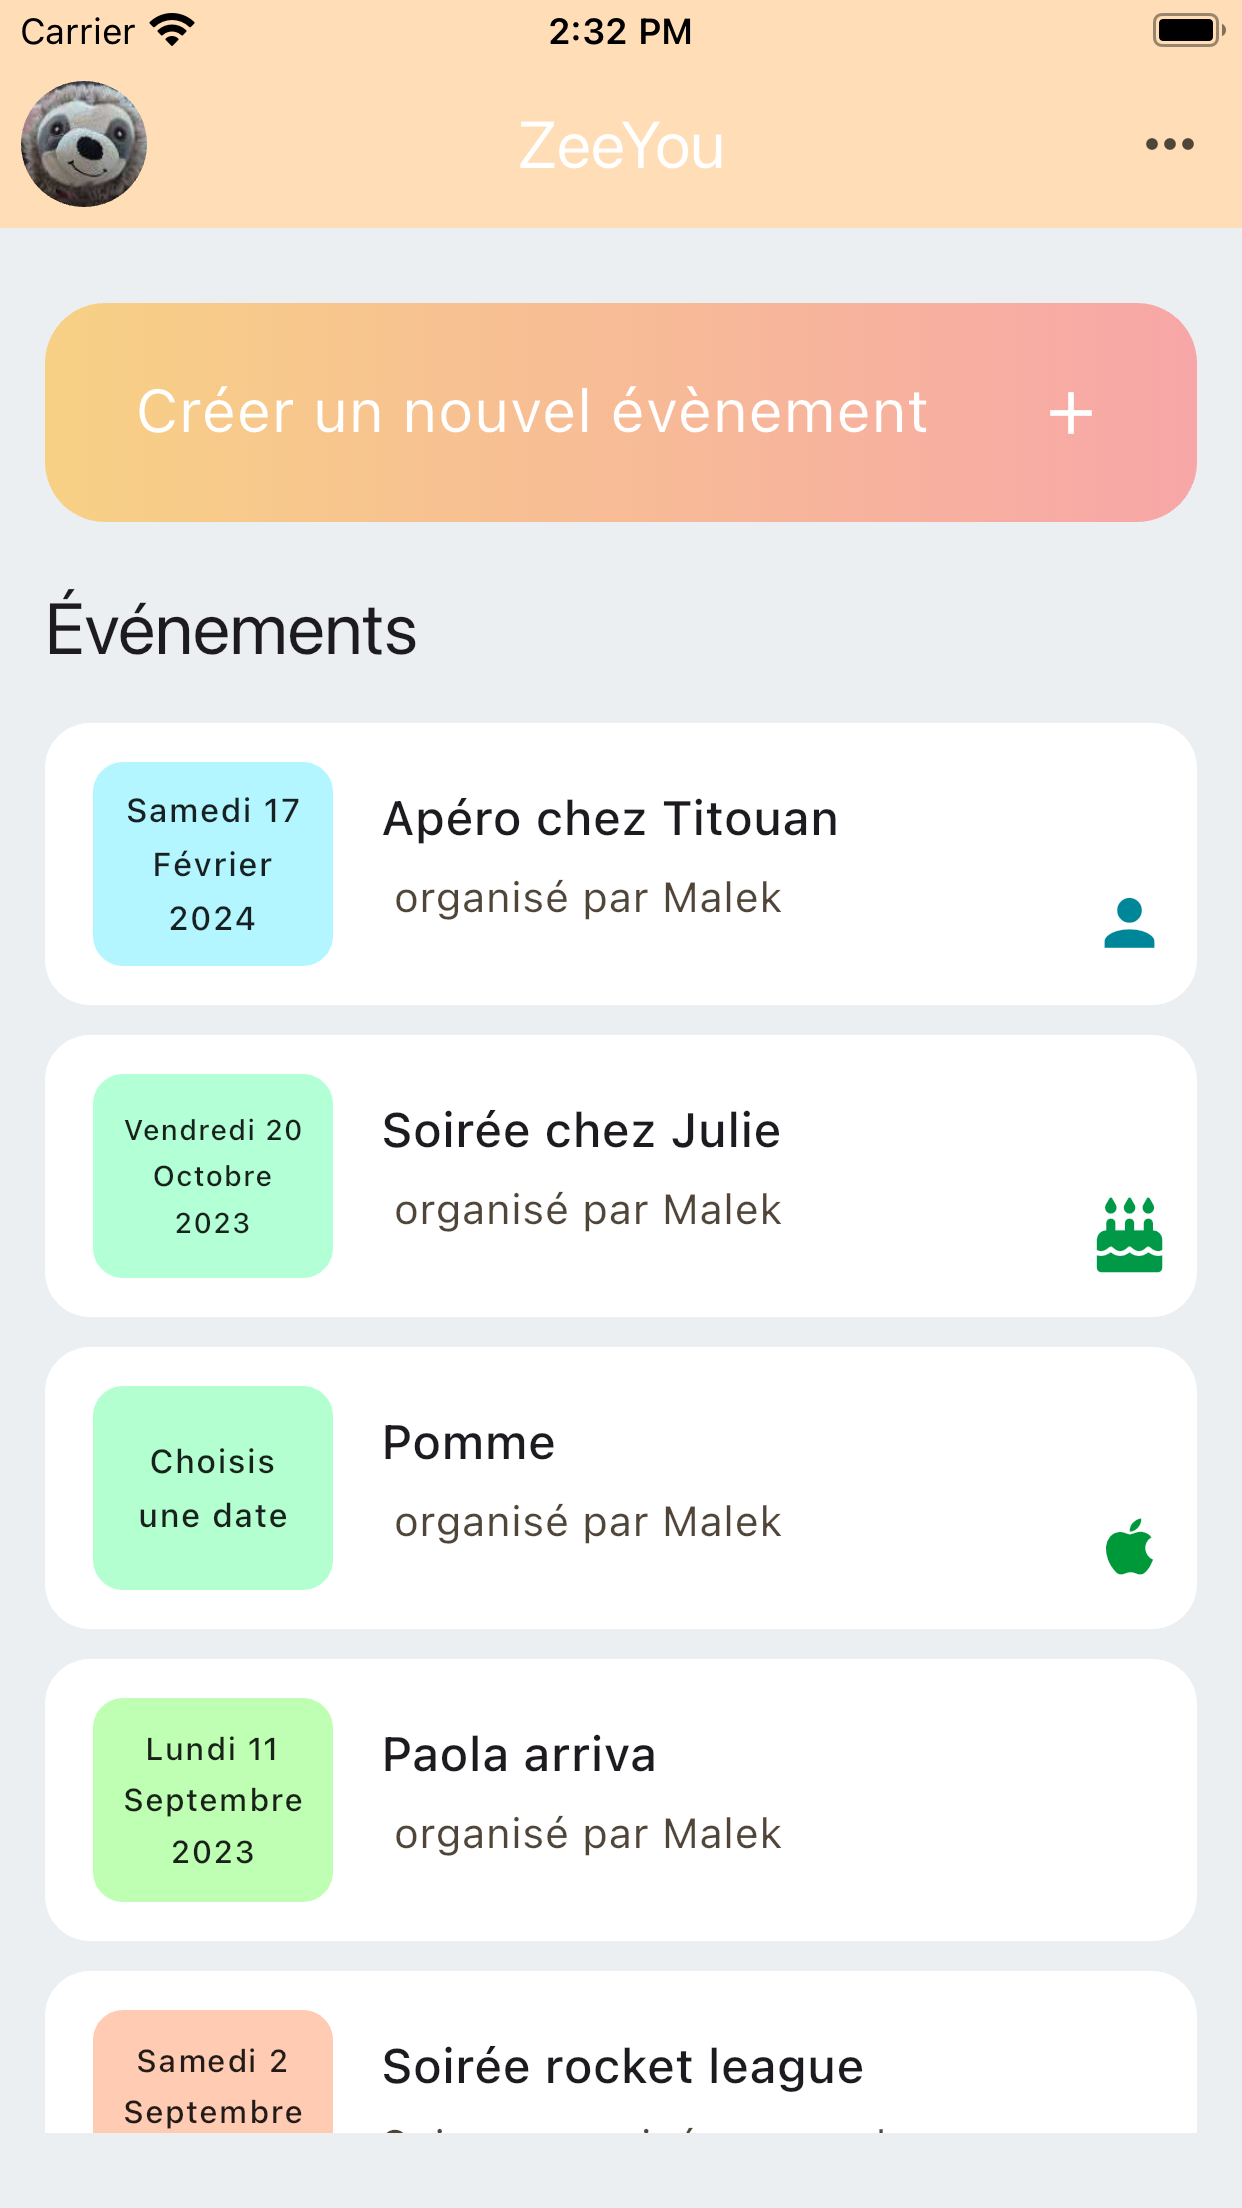 Carrier 2:32 PM
ZeeYou
Créer un nouvel évènement +
Événements
Samedi 17
Février
2024
Apéro chez Titouan
organisé par Malek
Vendredi 20
Octobre
2023
Soirée chez Julie
organisé par Malek
Choisis
une date
Pomme
organisé par Malek
Lundi 11
Septembre
2023
Paola arriva
organisé par Malek
Samedi 2
Septembre
Soirée rocket league